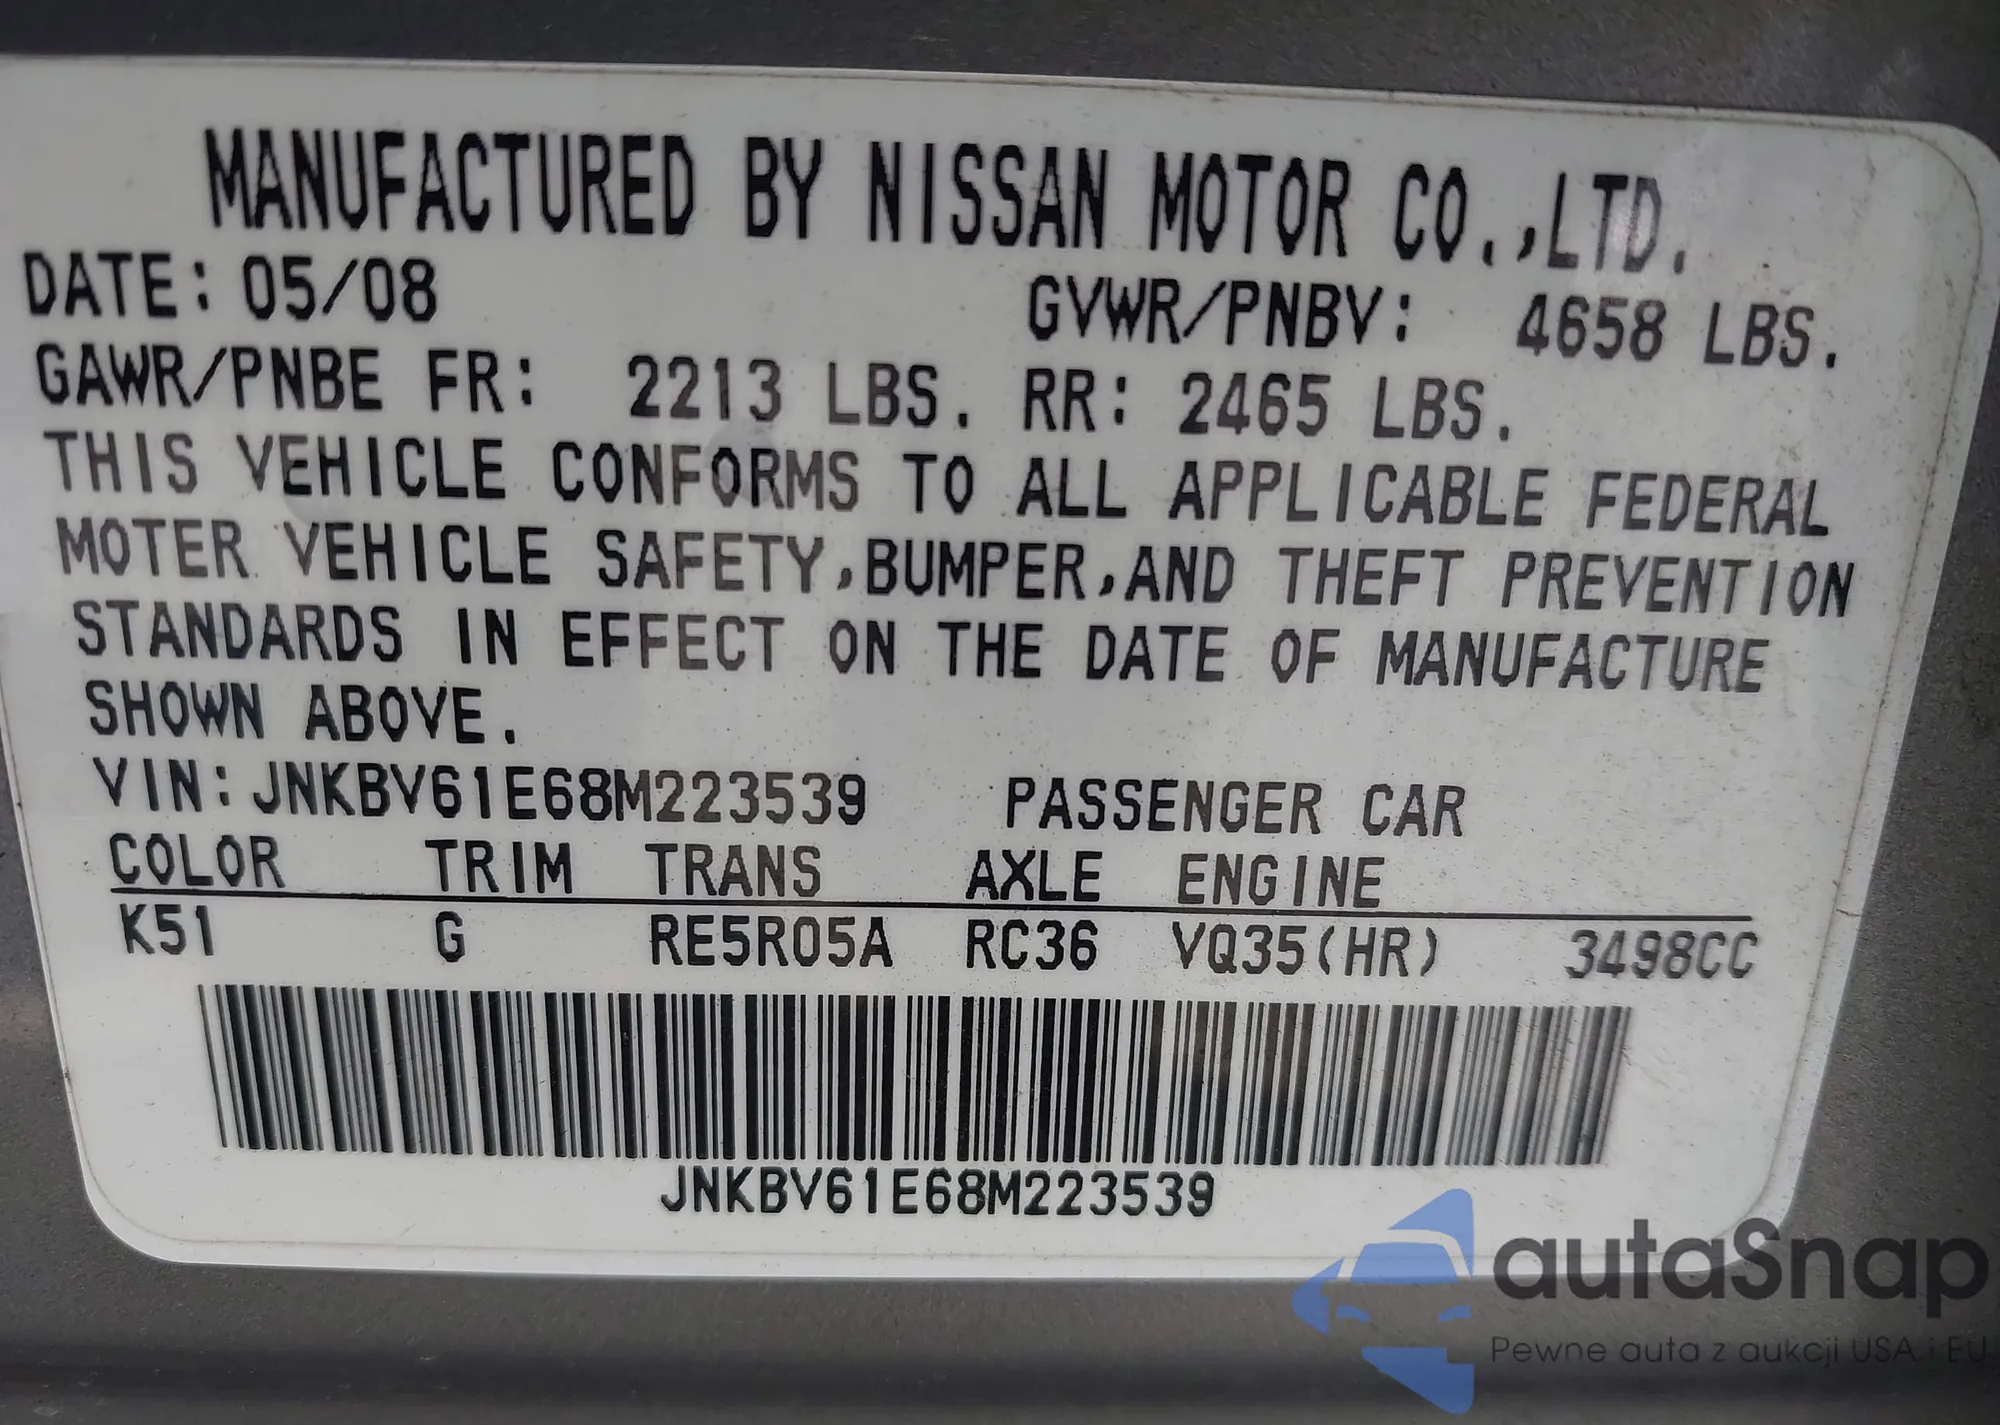 MANUFACTURED BY NISSAN MOTOR CO.,LTD.
DATE: 05/08 GVWR/PNBV: 4658 LBS.
GAWR/PNBE FR: 2213 LBS. RR: 2465 LBS.
THIS VEHICLE CONFORMS TO ALL APPLICABLE FEDERAL
MOTER VEHICLE SAFETY,BUMPER,AND THEFT PREVENTION
STANDARDS IN EFFECT ON THE DATE OF MANUFACTURE
SHOWN ABOVE.
VIN:JNKBV61E68M223539 PASSENGER CAR
COLOR TRIM TRANS AXLE ENGINE
K51 G RE5R05A RC36 VQ35(HR) 3498CC
JNKBV61E68M223539
autaSnap
Pewne auta z aukcji USA i EU